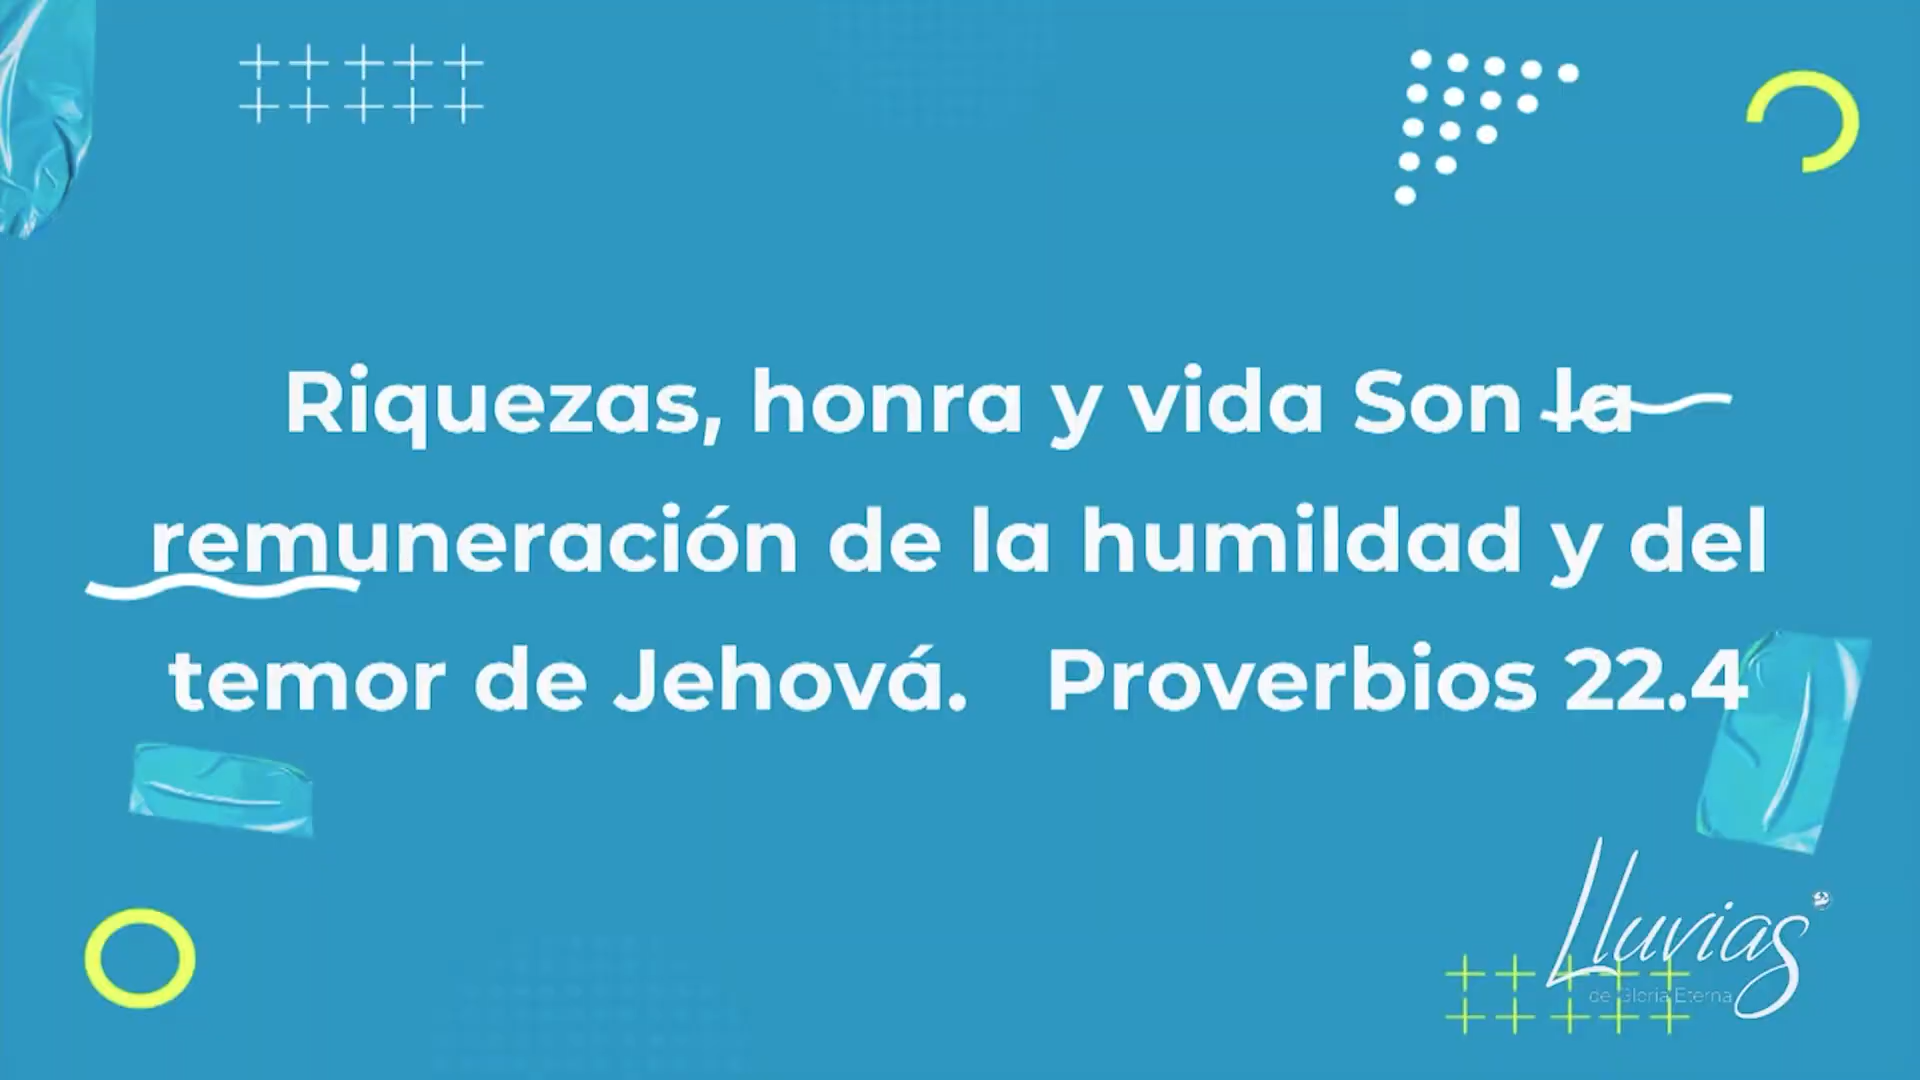 Riquezas, honra y vida Son la
remuneración de la humildad y del
temor de Jehová. Proverbios 22.4
Lluvias
de Gloria Eterna